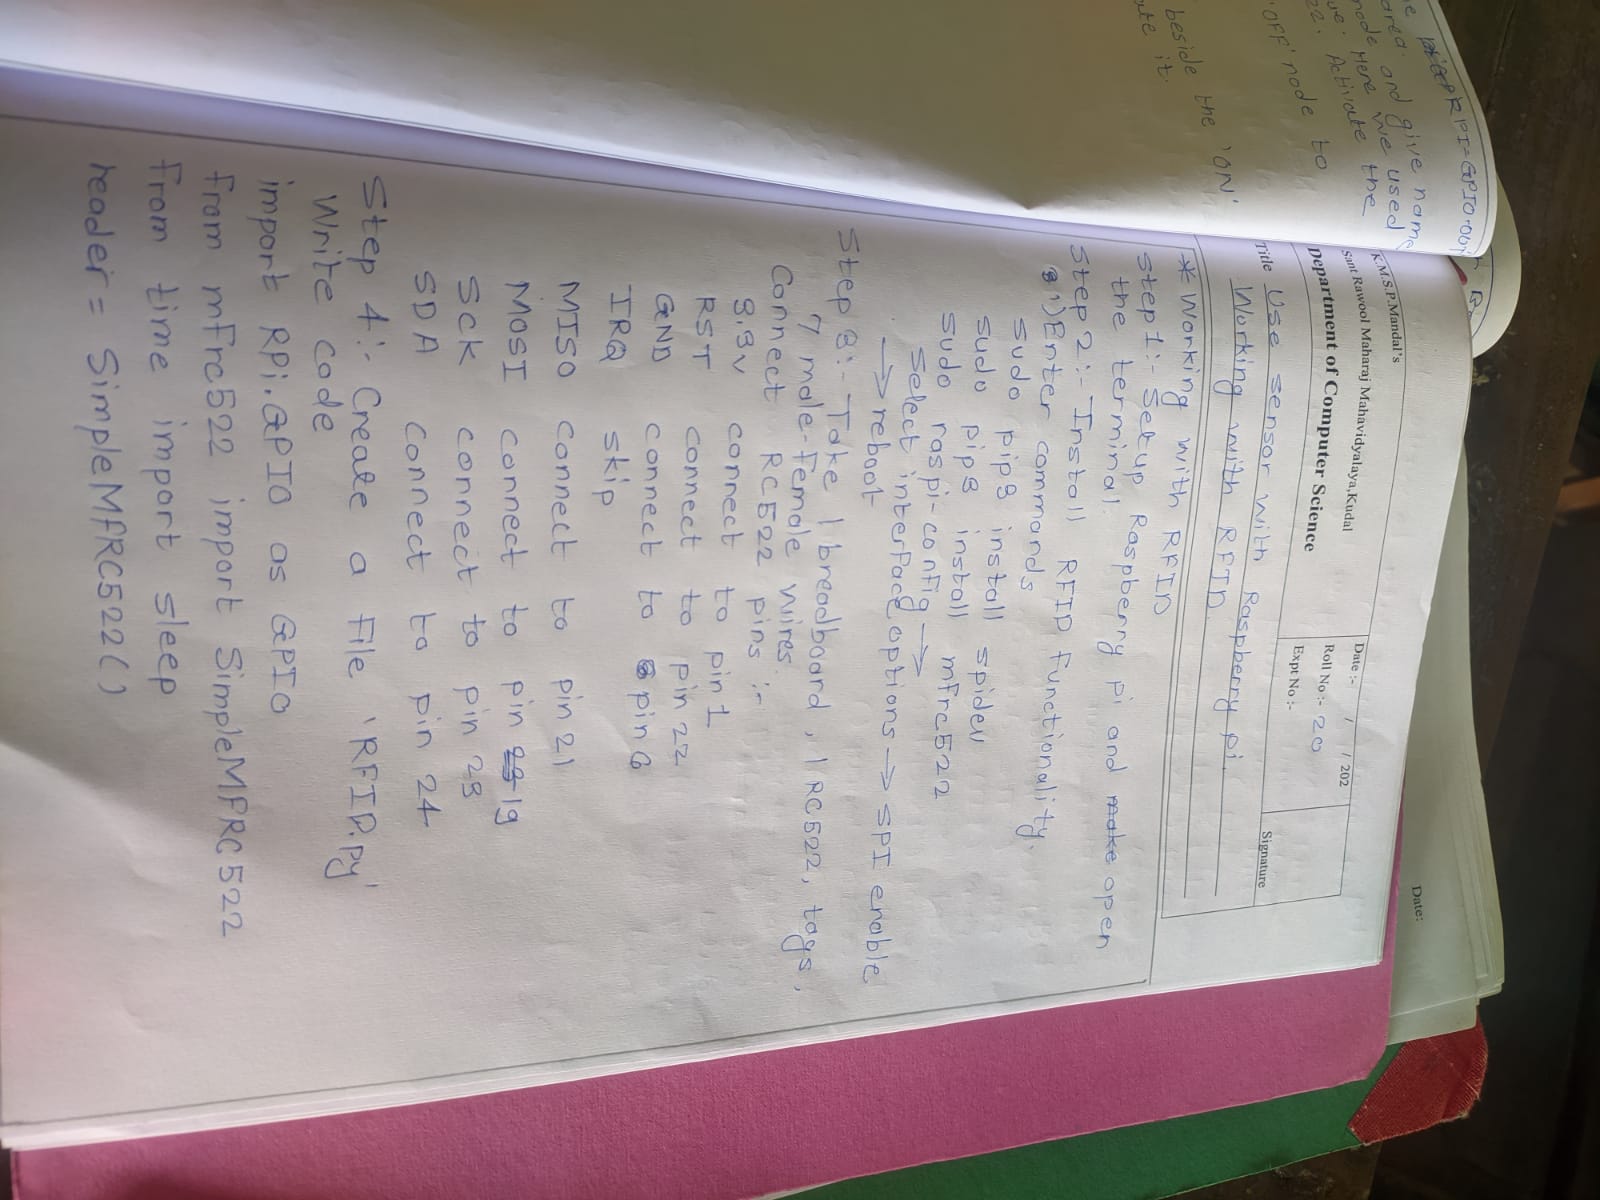 K.M.S.P.Mandal's
Sant Rawool Maharaj Mahavidyalaya,Kudal
Department of Computer Science
Date:- / / 202
Roll No:- 20
Expt No:-
Signature
Title Use sensor with Raspberry pi.
Working with RFID
* Working with RFID
Step 1:- Setup Raspberry pi and make open
the terminal.
Step 2:- Install RFID functionality.
1) Enter commands
sudo pip3 install spidev
sudo pip3 install mfrc522
sudo raspi-config →
select interface options → SPI enable
→ reboot
Step 3:- Take 1 breadboard, 1 RC522, tags,
7 male-Female wires.
Connect RC522 pins :-
3.3v connect to pin 1
RST connect to pin 22
GND connect to pin 6
IRQ skip
MISO connect to pin 21
MOSI connect to pin 19
SCK connect to pin 23
SDA connect to pin 24
Step 4:- Create a file 'RFID.py'
Write code
import RPi.GPIO as GPIO
from mfrc522 import SimpleMFRC522
from time import sleep
reader = SimpleMFRC522()
RPI-GPIO-obj
area and give name
node Here we used
Activate the
'OFF' node to
beside the 'ON'
it.
Date: